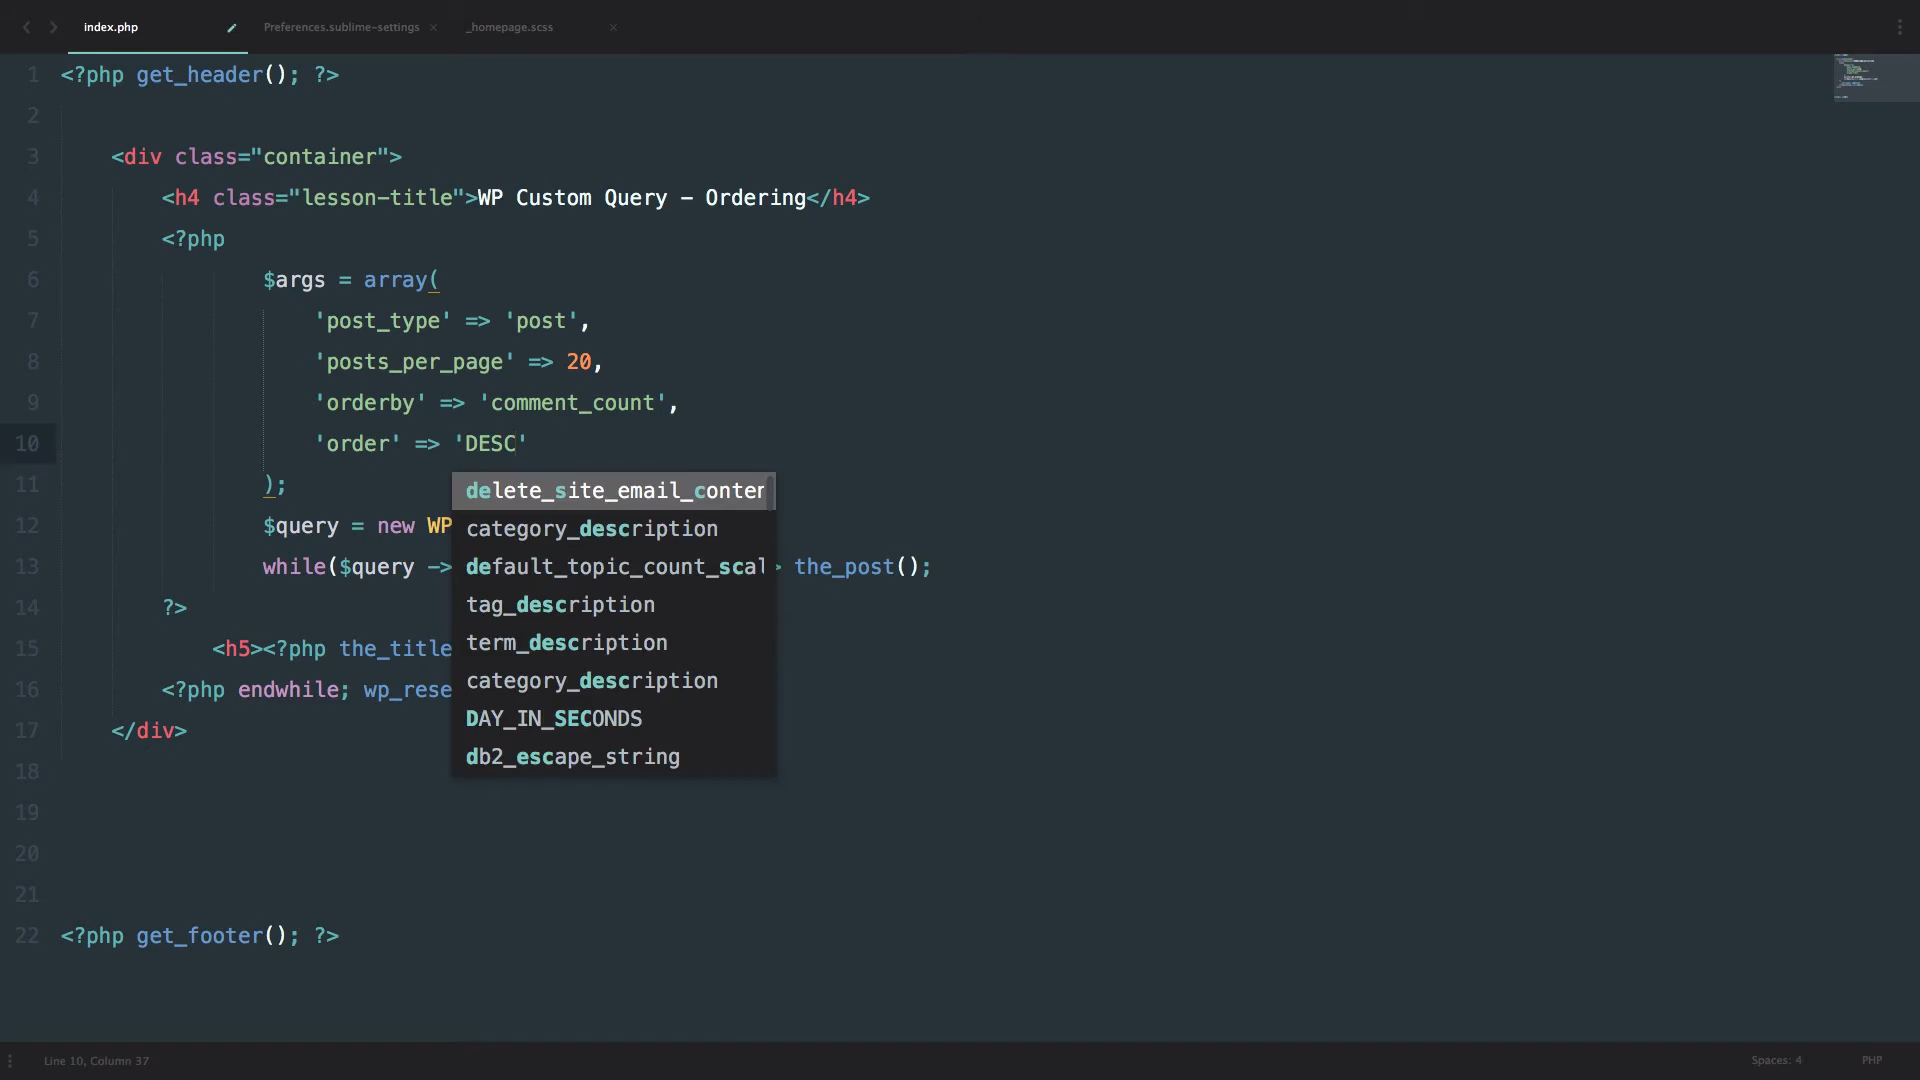 index.php
Preferences.sublime-settings ×
_homepage.scss ×
1 <?php get_header(); ?>
2
3 <div class="container">
4 <h4 class="lesson-title">WP Custom Query - Ordering</h4>
5 <?php
6 $args = array(
7 'post_type' => 'post',
8 'posts_per_page' => 20,
9 'orderby' => 'comment_count',
10 'order' => 'DESC'
11 );
12 $query = new WP
13 while($query -> the_post();
14 ?>
15 <h5><?php the_title
16 <?php endwhile; wp_rese
17 </div>
18
19
20
21
22 <?php get_footer(); ?>
delete_site_email_conten
category_description
default_topic_count_scal
tag_description
term_description
category_description
DAY_IN_SECONDS
db2_escape_string
Line 10, Column 37
Spaces: 4
PHP